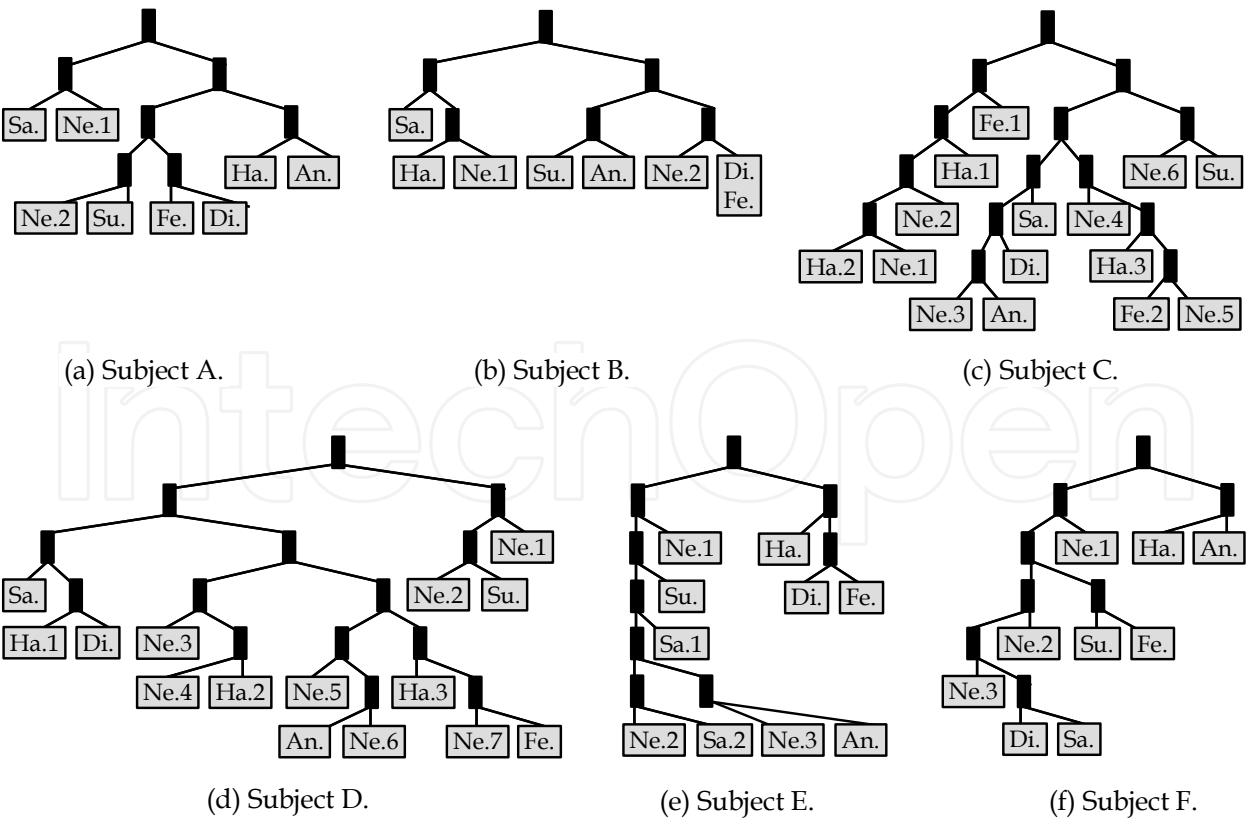 Sa. Ne.1
Ha. An.
Ne.2 Su. Fe. Di.
(a) Subject A.
Sa.
Ha. Ne.1 Su. An. Ne.2 Di.
Fe.
(b) Subject B.
Fe.1
Ha.1 Ne.6 Su.
Ne.2 Sa. Ne.4
Ha.2 Ne.1 Di. Ha.3
Ne.3 An. Fe.2 Ne.5
(c) Subject C.
IntechOpen
Ne.1
Sa. Ne.2 Su.
Ha.1 Di. Ne.3
Ne.4 Ha.2 Ne.5 Ha.3
An. Ne.6 Ne.7 Fe.
(d) Subject D.
Ne.1 Ha.
Su. Di. Fe.
Sa.1
Ne.2 Sa.2 Ne.3 An.
(e) Subject E.
Ne.1 Ha. An.
Ne.2 Su. Fe.
Ne.3
Di. Sa.
(f) Subject F.